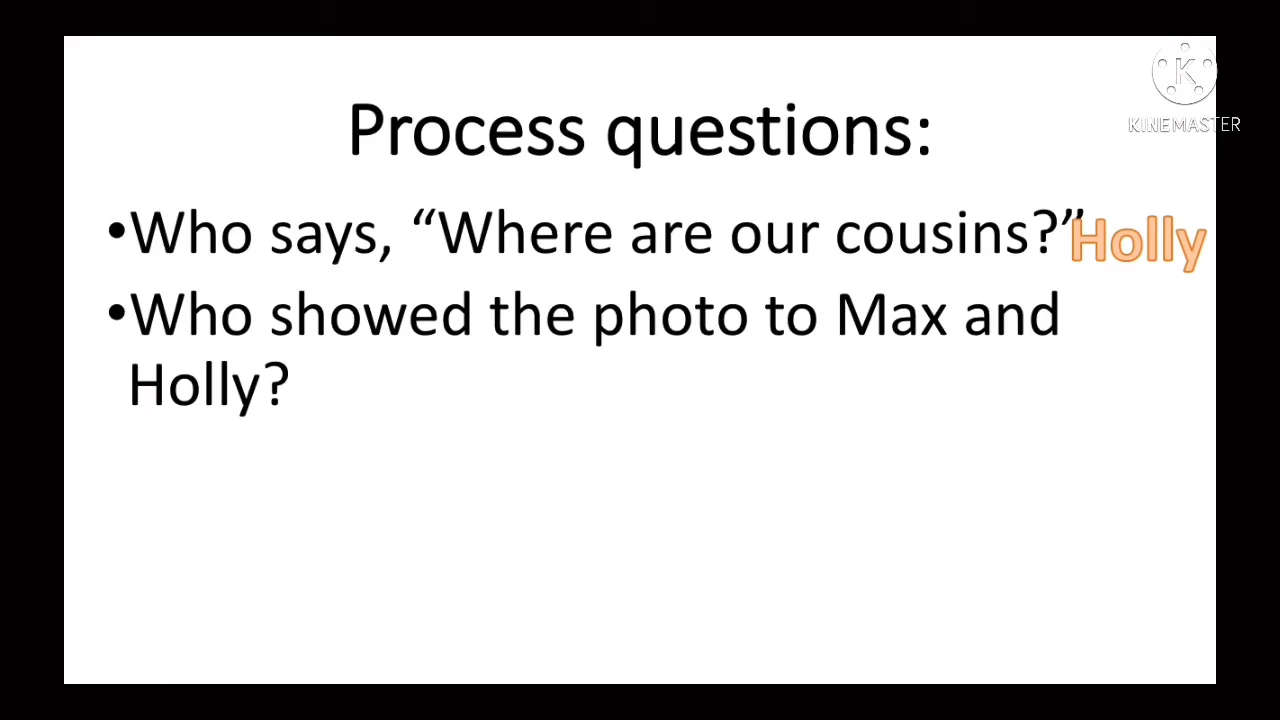 KINEMASTER
Process questions:
•Who says, “Where are our cousins?” Holly
•Who showed the photo to Max and
Holly?